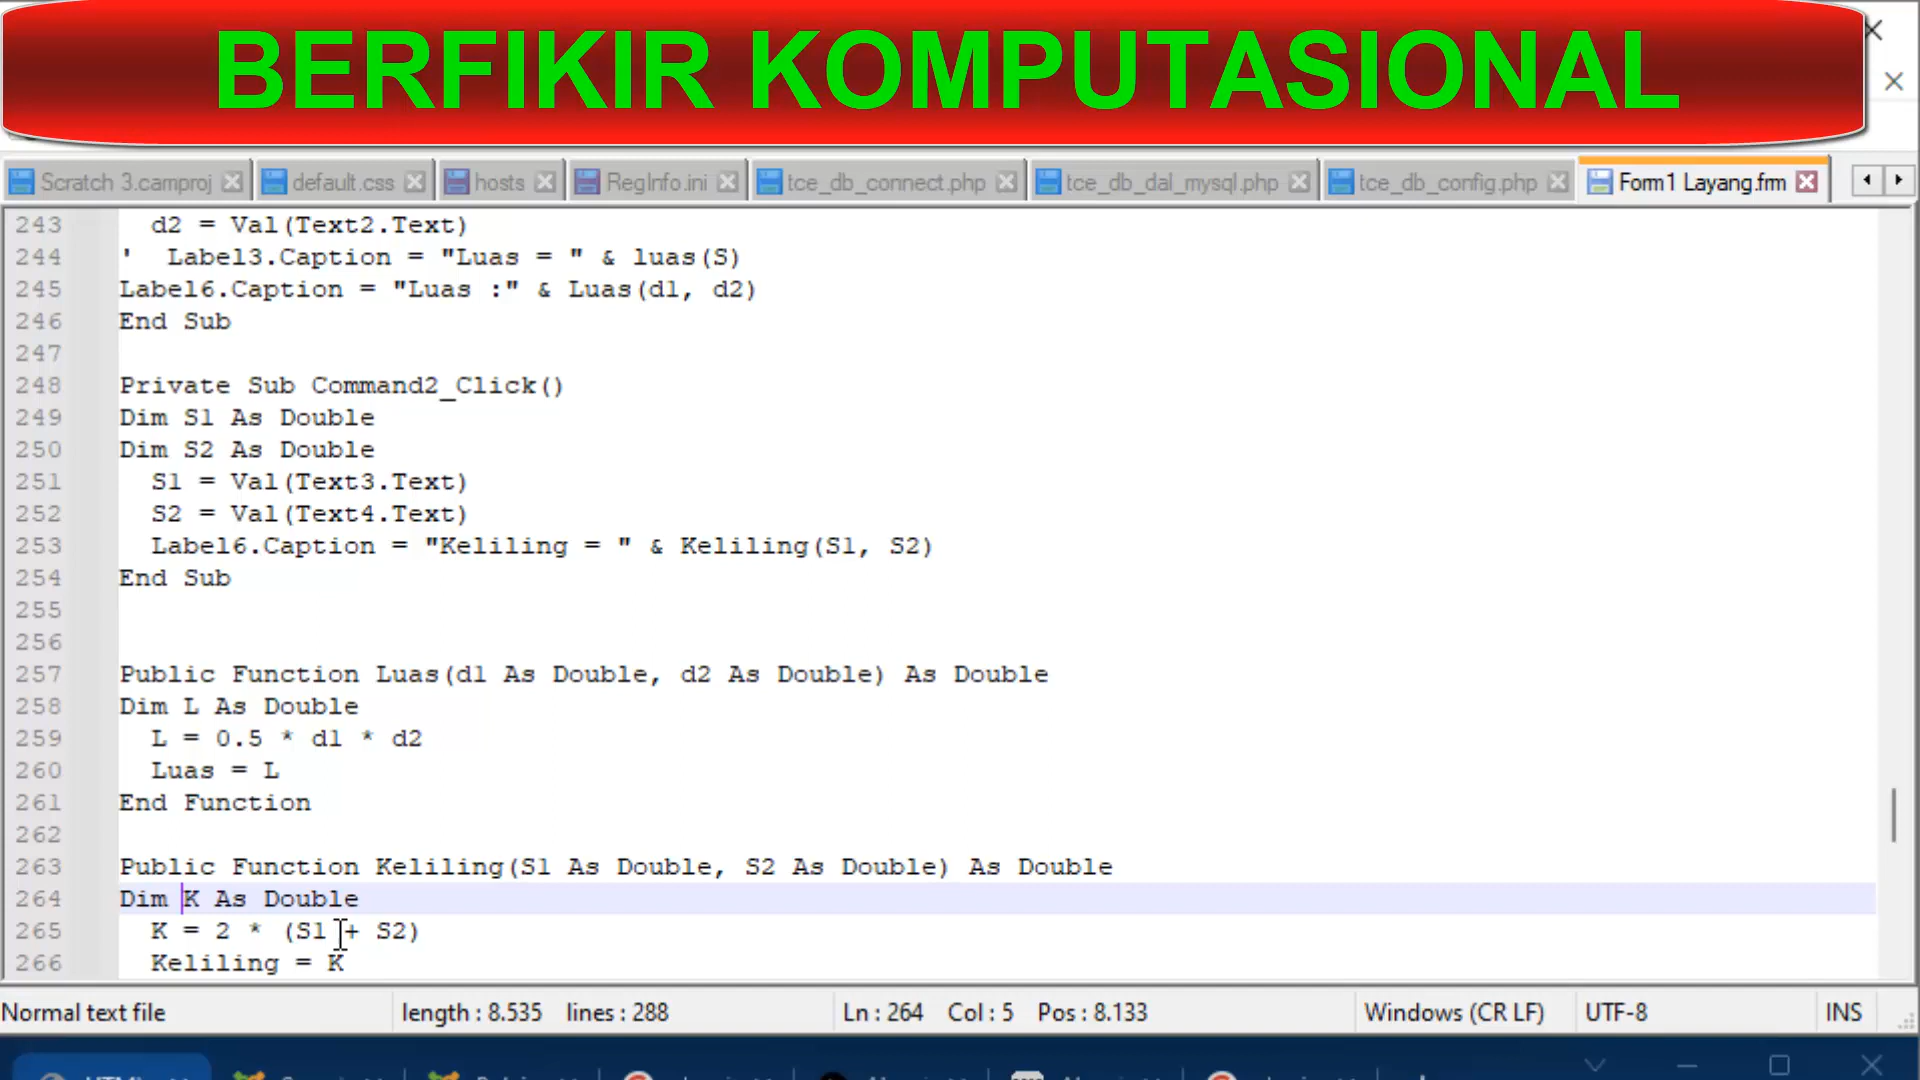 BERFIKIR KOMPUTASIONAL
Scratch 3.camproj default.css hosts RegInfo.ini tce_db_connect.php tce_db_dal_mysql.php tce_db_config.php Form1 Layang.frm
243 d2 = Val(Text2.Text)
244 ' Label3.Caption = "Luas = " & luas(S)
245 Label6.Caption = "Luas :" & Luas(d1, d2)
246 End Sub
247
248 Private Sub Command2_Click()
249 Dim S1 As Double
250 Dim S2 As Double
251 S1 = Val(Text3.Text)
252 S2 = Val(Text4.Text)
253 Label6.Caption = "Keliling = " & Keliling(S1, S2)
254 End Sub
255
256
257 Public Function Luas(d1 As Double, d2 As Double) As Double
258 Dim L As Double
259 L = 0.5 * d1 * d2
260 Luas = L
261 End Function
262
263 Public Function Keliling(S1 As Double, S2 As Double) As Double
264 Dim K As Double
265 K = 2 * (S1 + S2)
266 Keliling = K
Normal text file length : 8.535 lines : 288 Ln : 264 Col : 5 Pos : 8.133 Windows (CR LF) UTF-8 INS